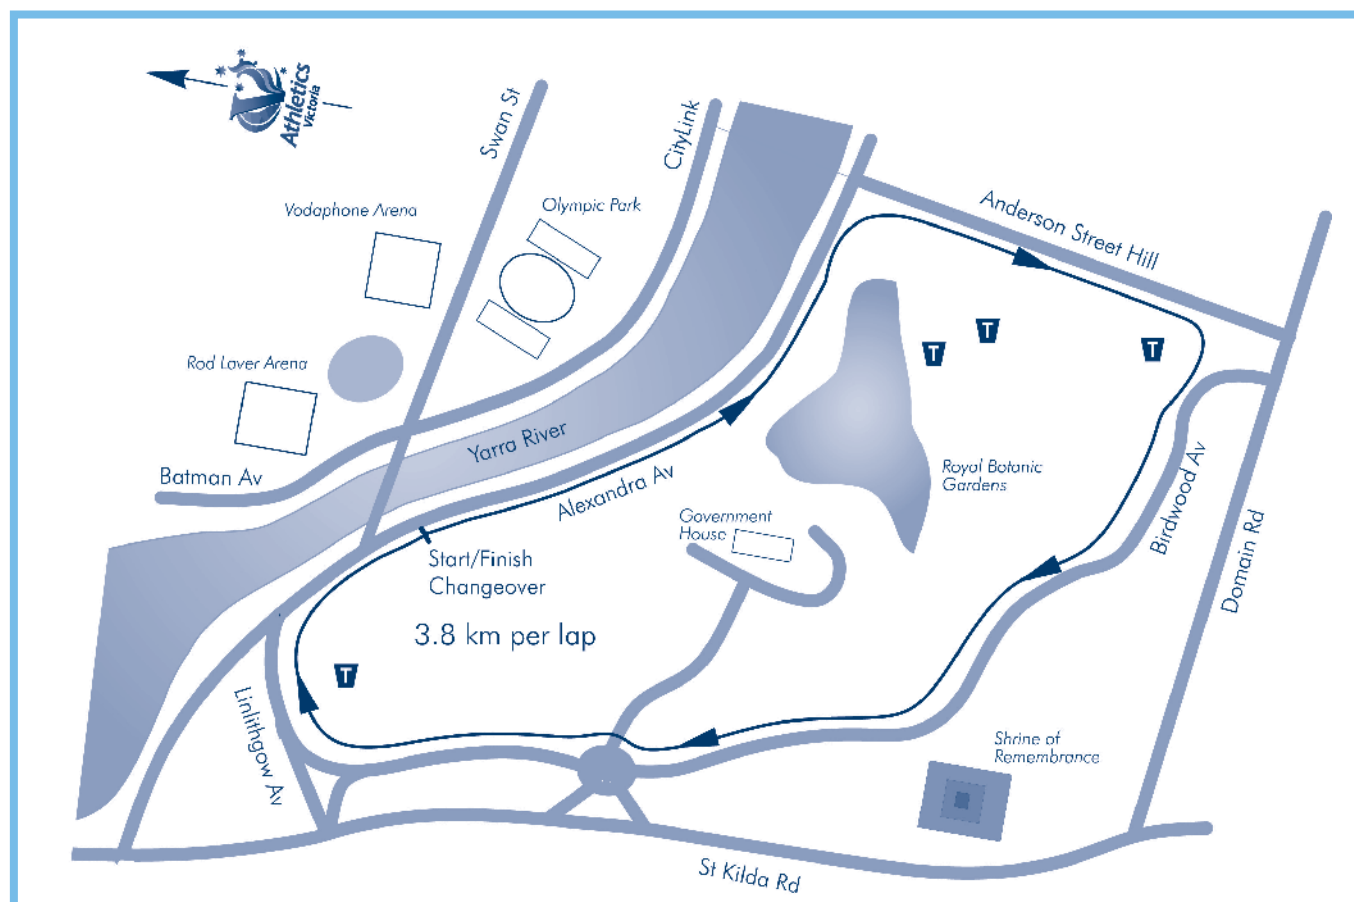 Athletics
Victoria
Swan St
CityLink
Vodaphone Arena
Olympic Park
Anderson Street Hill
T
T
T
Rod Laver Arena
Yarra River
Batman Av
Alexandra Av
Royal Botanic
Gardens
Birdwood Av
Government
House
Domain Rd
Start/Finish
Changeover
3.8 km per lap
T
Linlithgow Av
Shrine of
Remembrance
St Kilda Rd